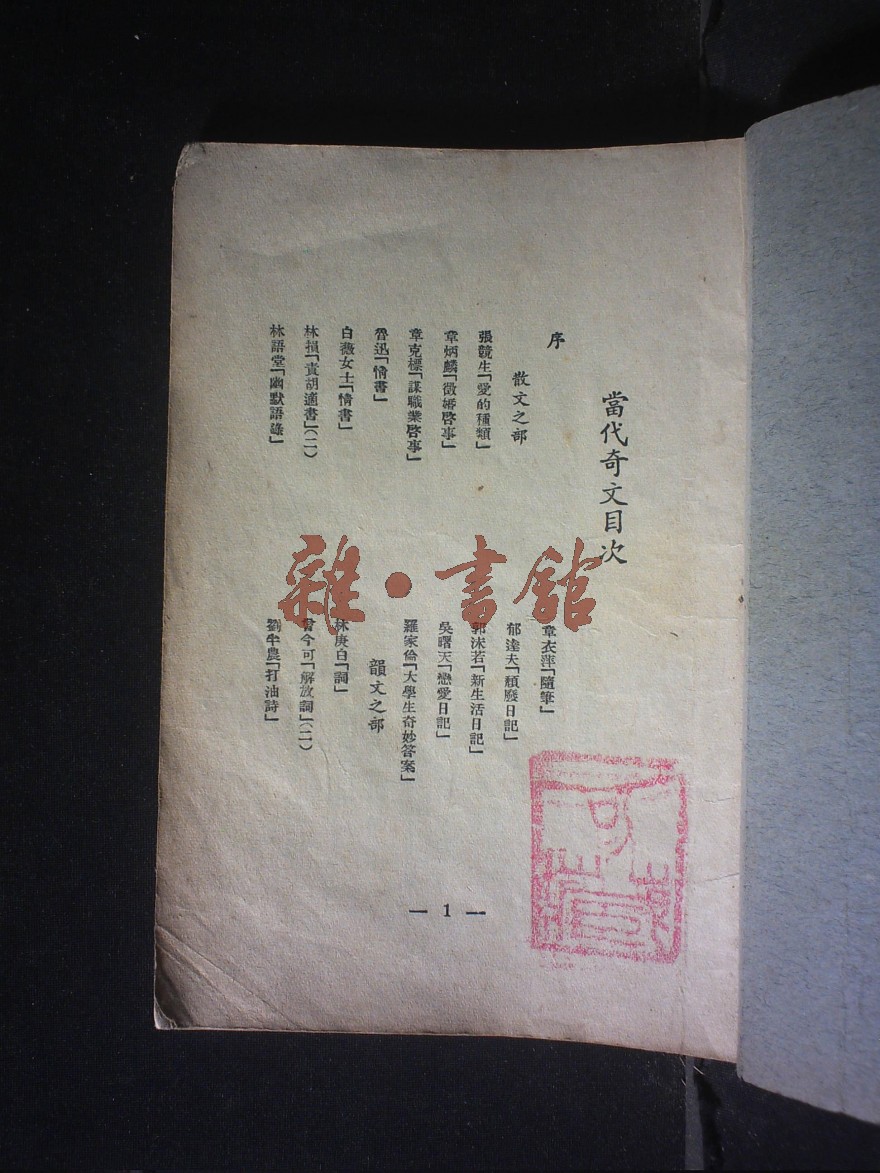 當代奇文目次
序
散文之部
張競生「愛的種類」
章炳麟「徵婚啓事」
章克標「謀職業啓事」
魯迅「情書」
白薇女士「情書」
林損「責胡適書」(二)
林語堂「幽默語錄」
章衣萍「隨筆」
郁達夫「頹廢日記」
郭沫若「新生活日記」
吳曙天「戀愛日記」
羅家倫「大學生奇妙答案」
韻文之部
林庚白「詞」
曾今可「解放詞」(二)
劉半農「打油詩」
— 1 —
雜·書館